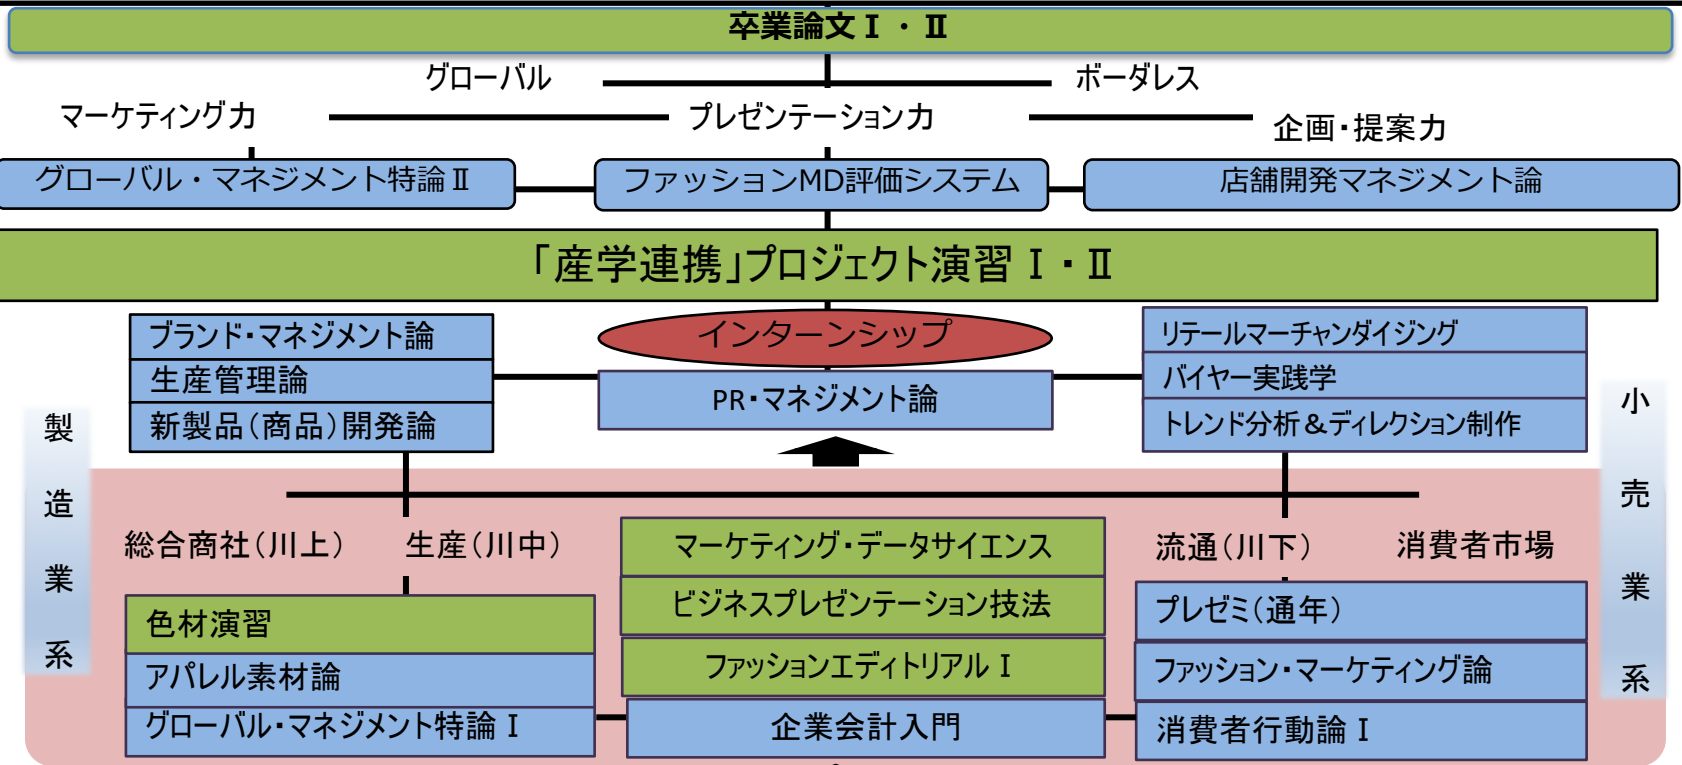 卒業論文Ⅰ・Ⅱ
グローバル
ボーダレス
マーケティング力
プレゼンテーション力
企画・提案力
グローバル・マネジメント特論Ⅱ
ファッションMD評価システム
店舗開発マネジメント論
「産学連携」プロジェクト演習Ⅰ・Ⅱ
ブランド・マネジメント論
生産管理論
新製品(商品)開発論
インターンシップ
PR・マネジメント論
リテールマーチャンダイジング
バイヤー実践学
トレンド分析&ディレクション制作
製造業系
小売業系
総合商社(川上)
生産(川中)
流通(川下)
消費者市場
色材演習
アパレル素材論
グローバル・マネジメント特論Ⅰ
マーケティング・データサイエンス
ビジネスプレゼンテーション技法
ファッションエディトリアルⅠ
企業会計入門
プレゼミ(通年)
ファッション・マーケティング論
消費者行動論Ⅰ